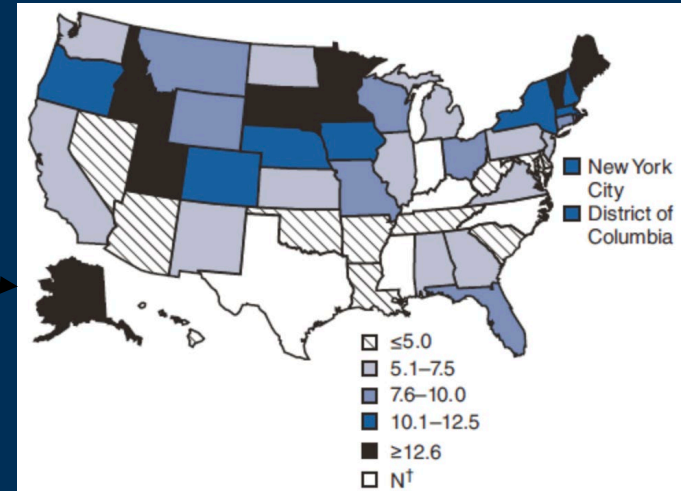 New York
City
District of
Columbia
≤5.0
5.1–7.5
7.6–10.0
10.1–12.5
≥12.6
N†